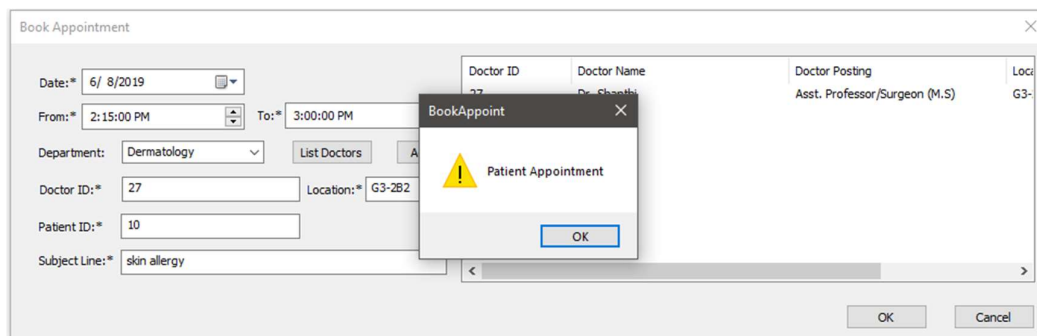 Book Appointment
Doctor ID Doctor Name Doctor Posting
27 Dr. Shanthi Asst. Professor/Surgeon (M.S) G3-
Date:* 6/ 8/2019
From:* 2:15:00 PM To:* 3:00:00 PM
BookAppoint
Department: Dermatology List Doctors
Patient Appointment
Doctor ID:* 27 Location:* G3-2B2
Patient ID:* 10
OK
Subject Line:* skin allergy
OK Cancel